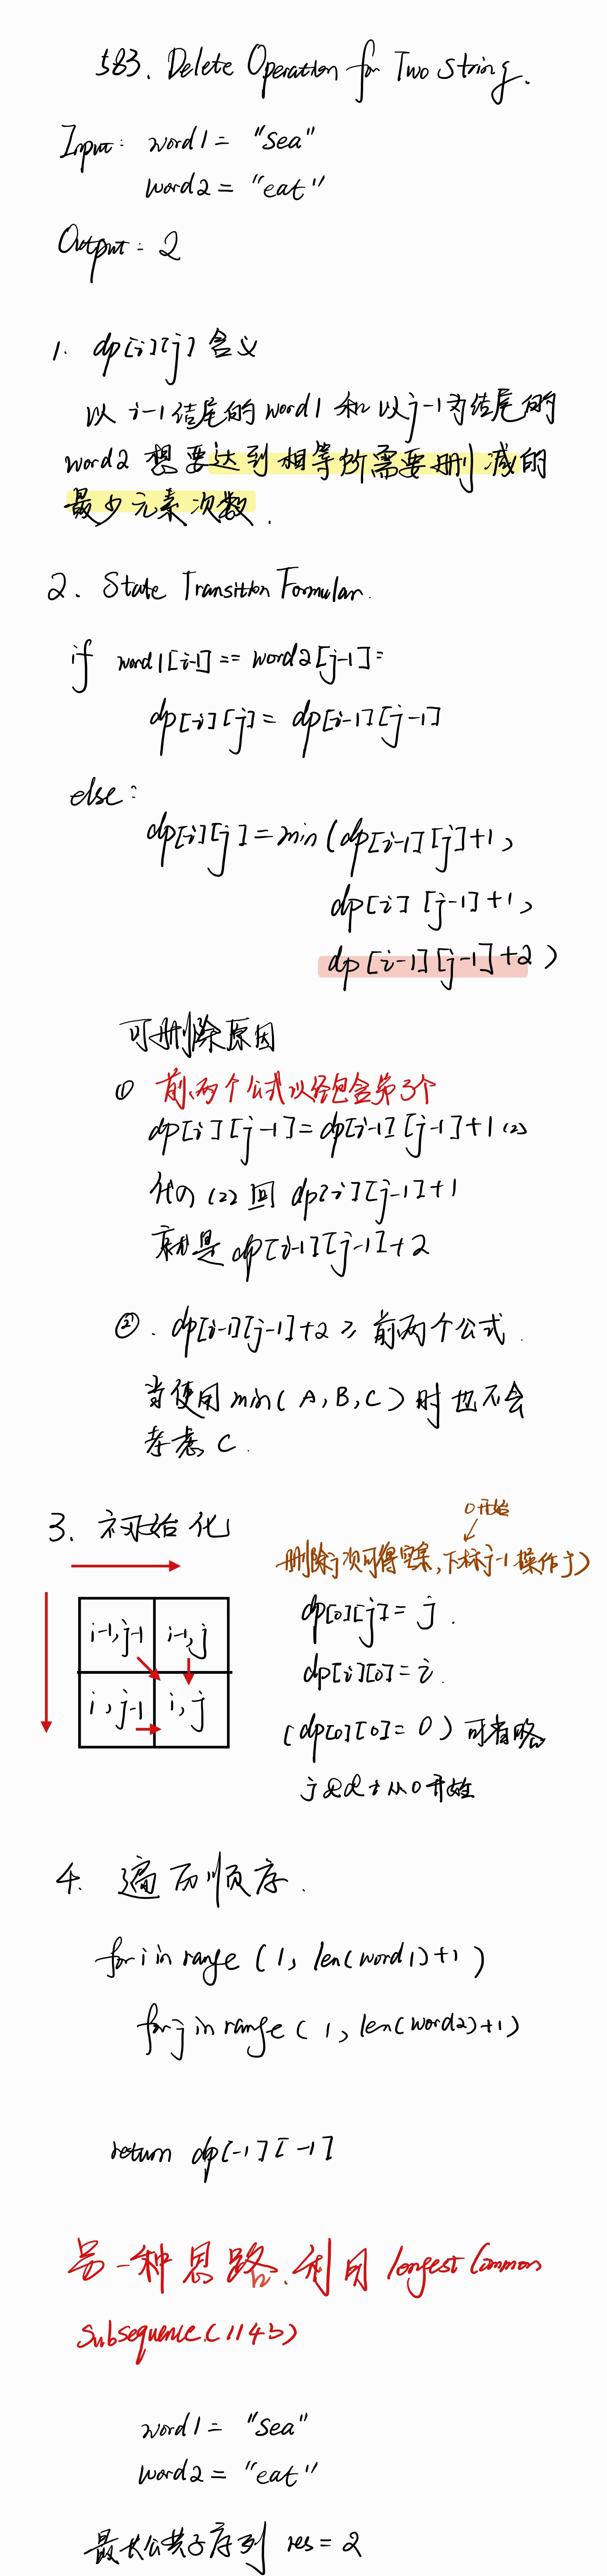 583. Delete Operation for Two String.
Input: word1 = "Sea"
word2 = "eat"
Output: 2
1. dp[i][j] 含义
以 i-1 结尾的 word1 和以 j-1 为结尾的
word2 想要达到相等所需要删减的
最少元素次数.
2. State Transition Formular.
if word1[i-1] == word2[j-1]:
dp[i][j] = dp[i-1][j-1]
else:
dp[i][j] = min(dp[i-1][j]+1,
dp[i][j-1]+1,
dp[i-1][j-1]+2)
可删除原因
① 前两个公式以经包含第3个
dp[i][j-1] = dp[i-1][j-1]+1 (2)
代入 (2) 回 dp[i][j-1]+1
就是 dp[i-1][j-1]+2
②. dp[i-1][j-1]+2 ≥ 前两个公式.
当使用 min(A, B, C) 时也不会
考虑 C.
3. 初始化
0开始
删除j次可得空集, 下标j-1操作j)
i-1, j-1 i-1, j
i, j-1 i, j
dp[0][j] = j.
dp[i][0] = i.
(dp[0][0] = 0) 可省略
从0开始
4. 遍历顺序.
for i in range (1, len(word1)+1)
for j in range (1, len(word2)+1)
return dp[-1][-1]
另一种思路. 利用 longest Common
Subsequence.(1143)
word1 = "Sea"
word2 = "eat"
最长公共子序列 res = 2